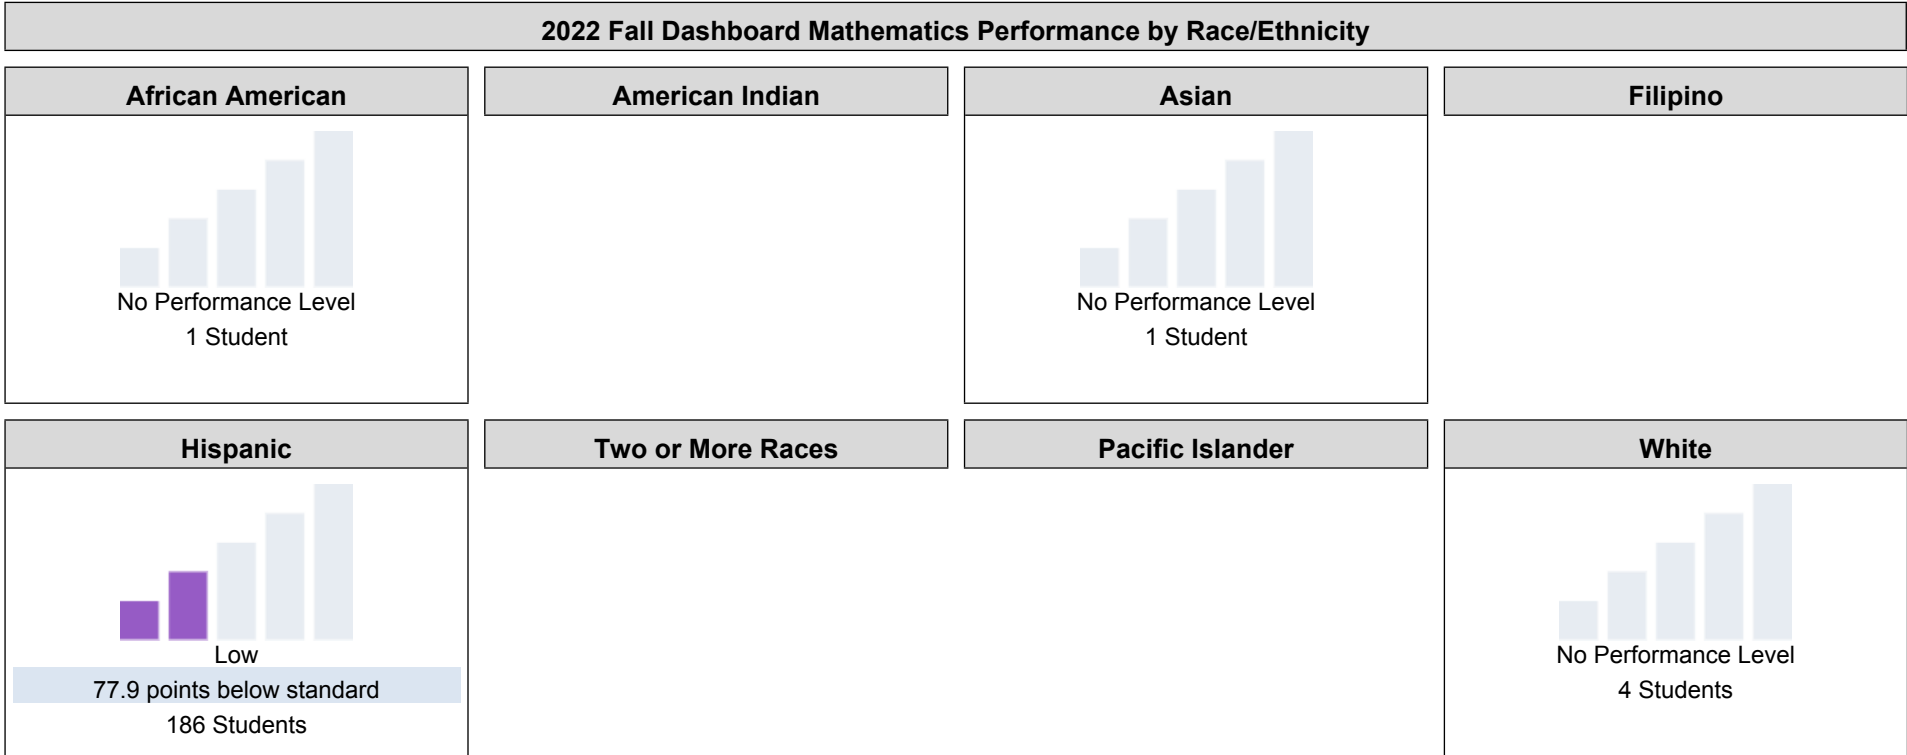 2022 Fall Dashboard Mathematics Performance by Race/Ethnicity
African American
No Performance Level
1 Student
American Indian
Asian
No Performance Level
1 Student
Filipino
Hispanic
Low
77.9 points below standard
186 Students
Two or More Races
Pacific Islander
White
No Performance Level
4 Students